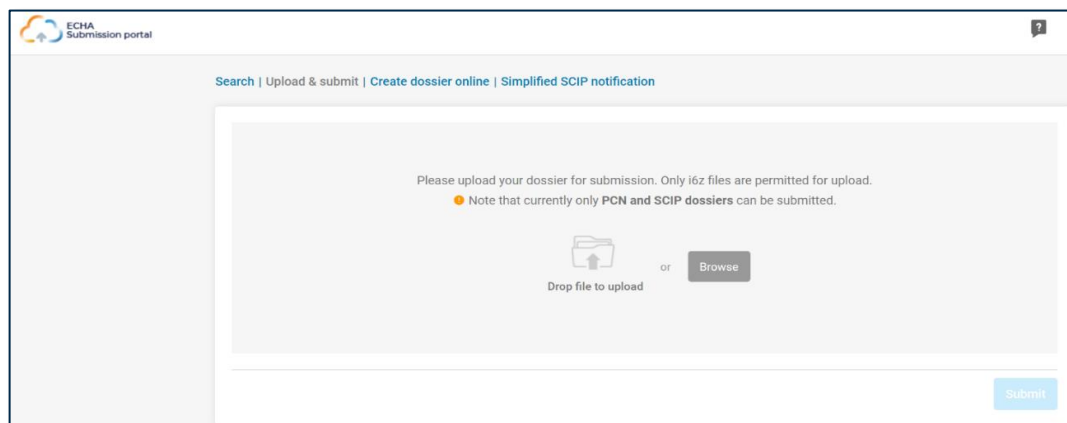 ECHA
Submission portal
?
Search | Upload & submit | Create dossier online | Simplified SCIP notification
Please upload your dossier for submission. Only i6z files are permitted for upload.
Note that currently only PCN and SCIP dossiers can be submitted.
or
Browse
Drop file to upload
Submit